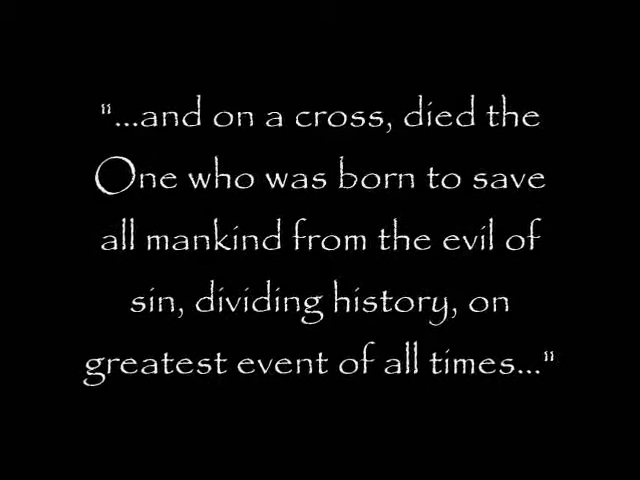 "...and on a cross, died the
One who was born to save
all mankind from the evil of
sin, dividing history, on
greatest event of all times..."